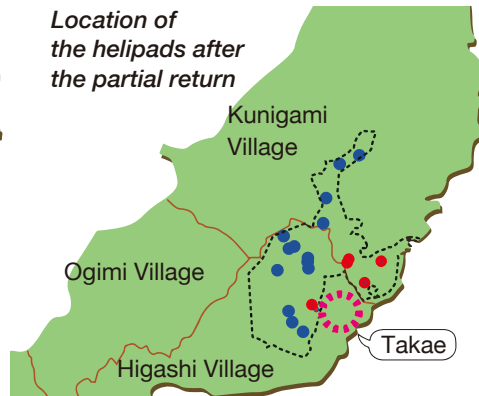 Location of
the helipads after
the partial return
Kunigami
Village
Ogimi Village
Higashi Village
Takae